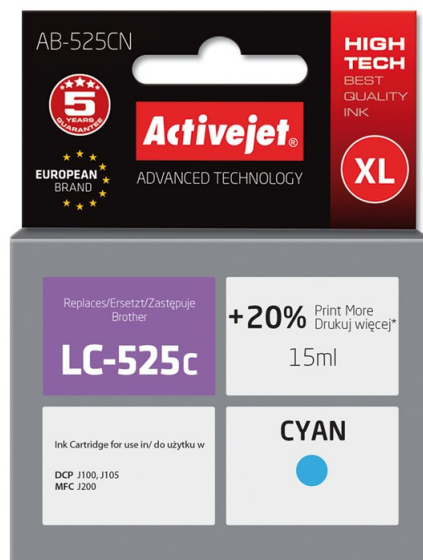 AB-525CN
HIGH
TECH
BEST
QUALITY
INK
5
YEARS
GUARANTEE
Activejet®
EUROPEAN
BRAND
ADVANCED TECHNOLOGY
XL
Replaces/Ersetzt/Zastępuje
Brother
LC-525C
+20% Print More
Drukuj więcej*
15ml
Ink Cartridge for use in/ do użytku w
DCP J100, J105
MFC J200
CYAN